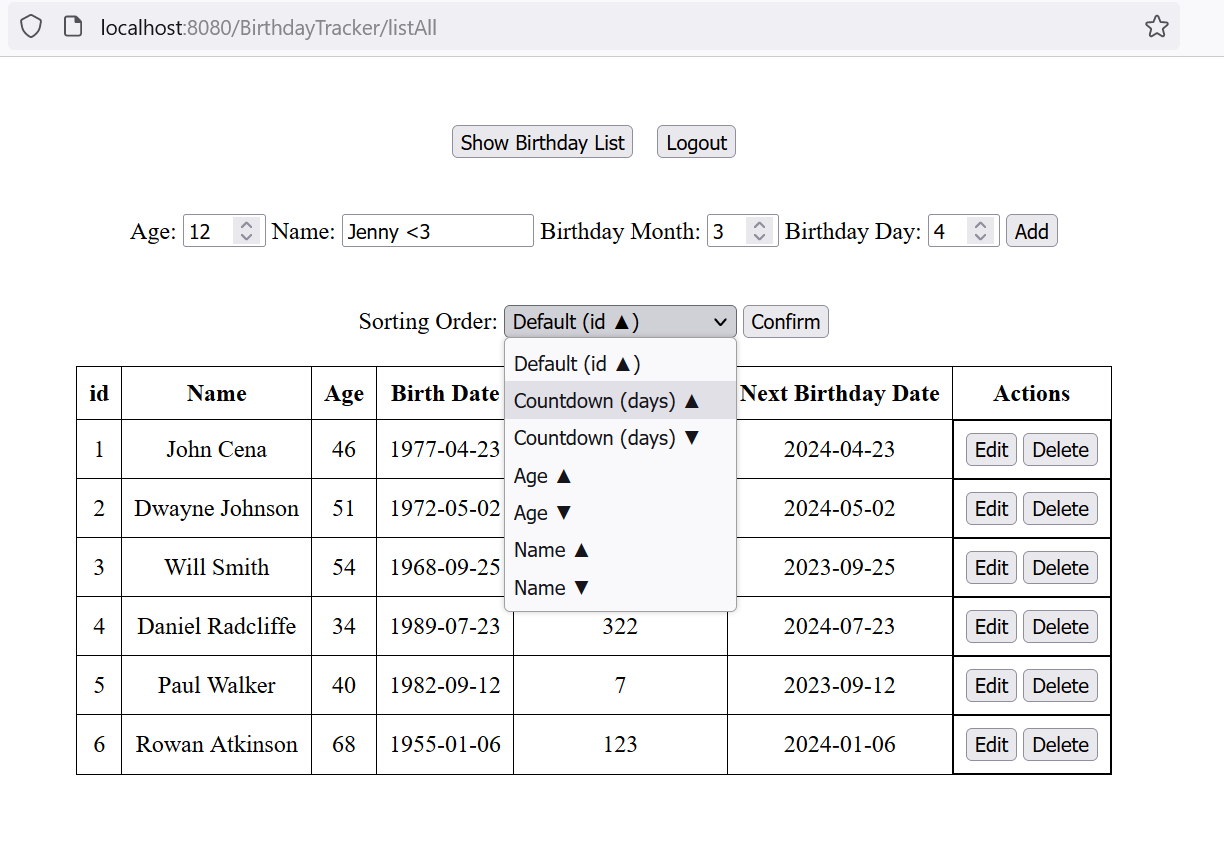 localhost:8080/BirthdayTracker/listAll
Show Birthday List Logout
Age: 12 Name: Jenny <3 Birthday Month: 3 Birthday Day: 4 Add
Sorting Order: Default (id ▲) Confirm
Default (id ▲)
Countdown (days) ▲
Countdown (days) ▼
Age ▲
Age ▼
Name ▲
Name ▼
id Name Age Birth Date Next Birthday Date Actions
1 John Cena 46 1977-04-23 2024-04-23 Edit Delete
2 Dwayne Johnson 51 1972-05-02 2024-05-02 Edit Delete
3 Will Smith 54 1968-09-25 2023-09-25 Edit Delete
4 Daniel Radcliffe 34 1989-07-23 322 2024-07-23 Edit Delete
5 Paul Walker 40 1982-09-12 7 2023-09-12 Edit Delete
6 Rowan Atkinson 68 1955-01-06 123 2024-01-06 Edit Delete